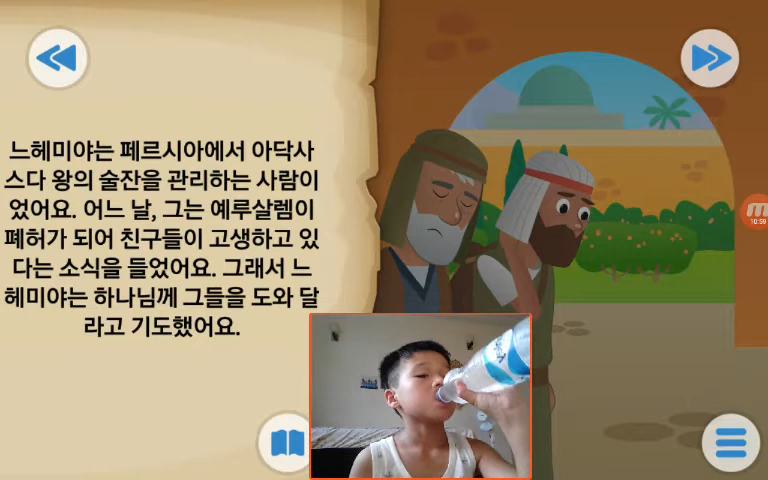 느헤미야는 페르시아에서 아닥사
스다 왕의 술잔을 관리하는 사람이
었어요. 어느 날, 그는 예루살렘이
폐허가 되어 친구들이 고생하고 있
다는 소식을 들었어요. 그래서 느
헤미야는 하나님께 그들을 도와 달
라고 기도했어요.
10:59